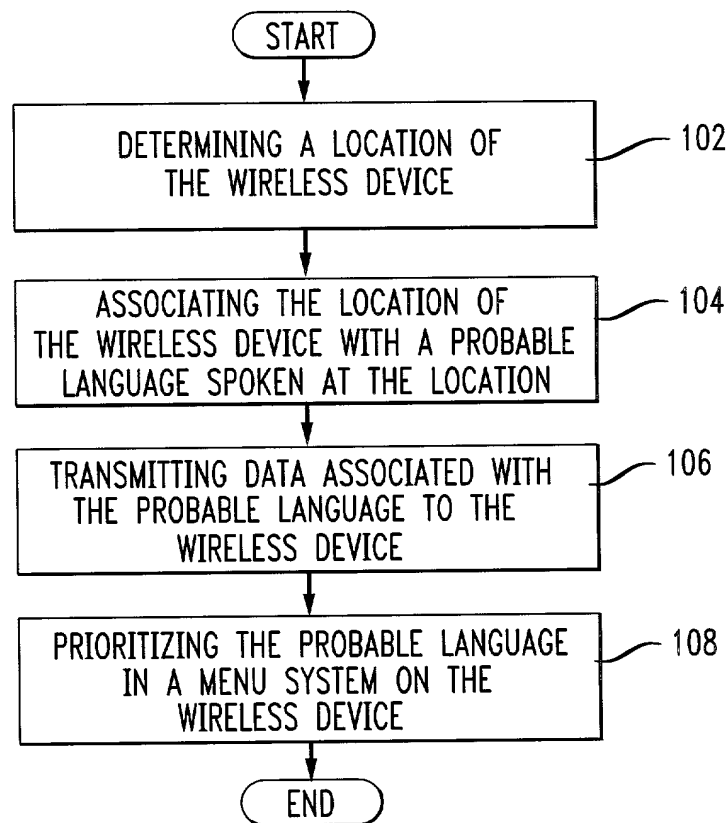 START
DETERMINING A LOCATION OF
THE WIRELESS DEVICE
102
ASSOCIATING THE LOCATION OF
THE WIRELESS DEVICE WITH A PROBABLE
LANGUAGE SPOKEN AT THE LOCATION
104
TRANSMITTING DATA ASSOCIATED WITH
THE PROBABLE LANGUAGE TO THE
WIRELESS DEVICE
106
PRIORITIZING THE PROBABLE LANGUAGE
IN A MENU SYSTEM ON THE
WIRELESS DEVICE
108
END